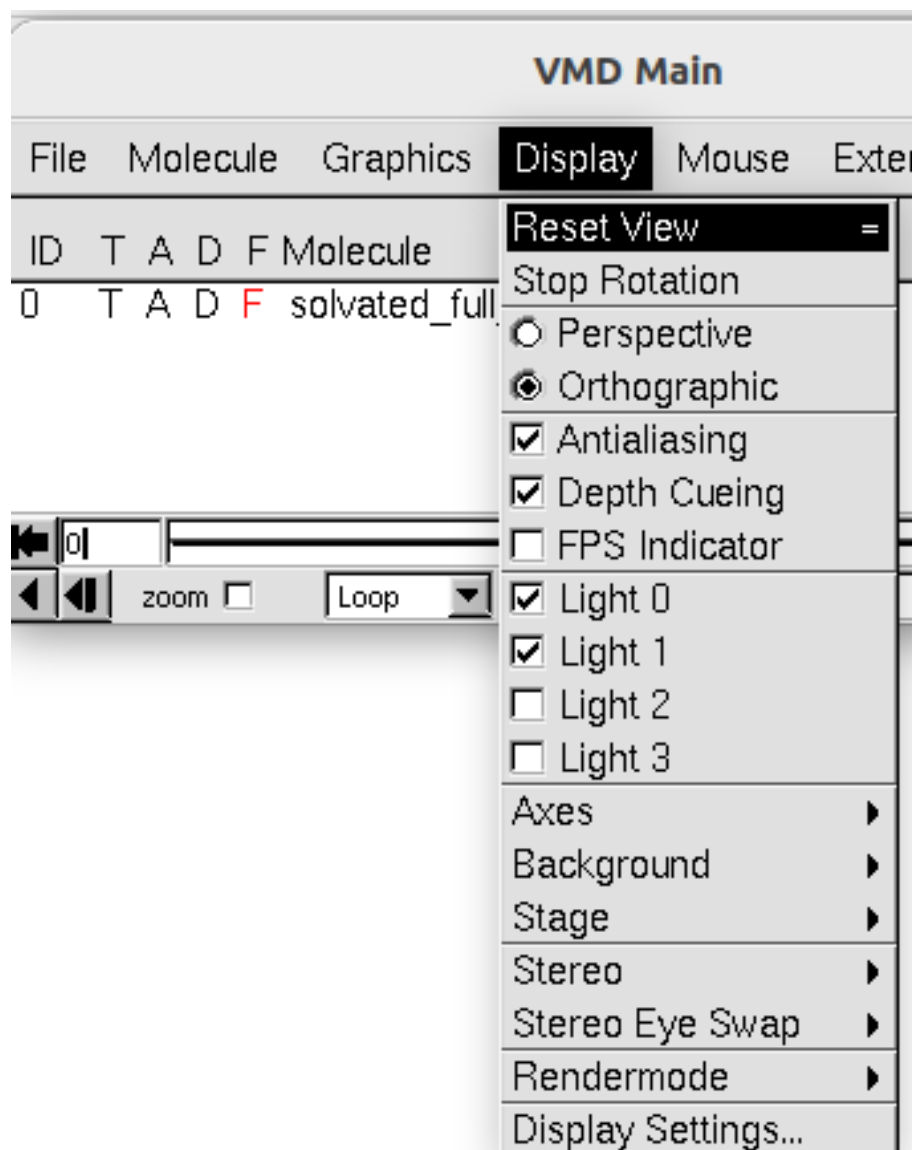 VMD Main
File Molecule Graphics Display Mouse
ID T A D F Molecule
0 T A D F solvated_full_
0
zoom Loop
Reset View =
Stop Rotation
Perspective
Orthographic
Antialiasing
Depth Cueing
FPS Indicator
Light 0
Light 1
Light 2
Light 3
Axes
Background
Stage
Stereo
Stereo Eye Swap
Rendermode
Display Settings...